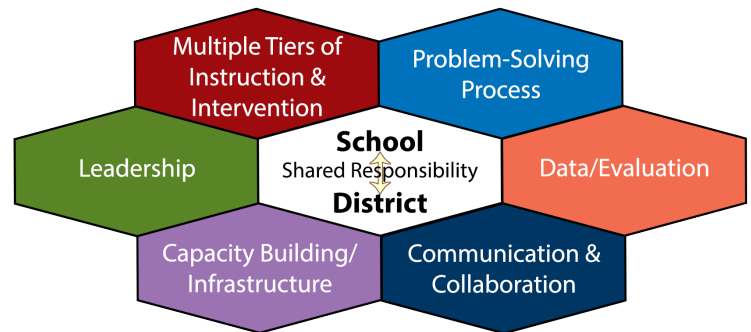 Multiple Tiers of
Instruction &
Intervention
Problem-Solving
Process
Leadership
School
Shared Responsibility
District
Data/Evaluation
Capacity Building/
Infrastructure
Communication &
Collaboration